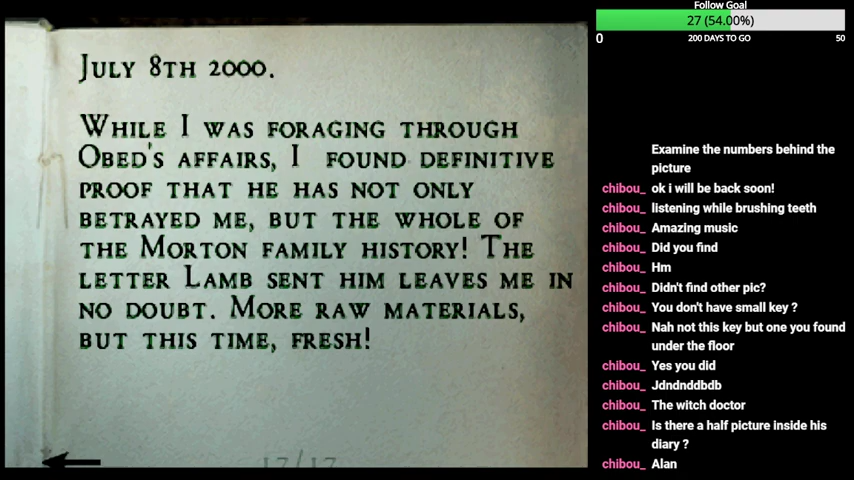 July 8th 2000.
While I was foraging through
Obed's affairs, I found definitive
proof that he has not only
betrayed me, but the whole of
the Morton family history! The
letter Lamb sent him leaves me in
no doubt. More raw materials,
but this time, fresh!
17/17
Follow Goal
27 (54.00%)
0 200 DAYS TO GO 50
Examine the numbers behind the
picture
chibou_ ok i will be back soon!
chibou_ listening while brushing teeth
chibou_ Amazing music
chibou_ Did you find
chibou_ Hm
chibou_ Didn't find other pic?
chibou_ You don't have small key ?
chibou_ Nah not this key but one you found
under the floor
chibou_ Yes you did
chibou_ Jdndnddbdb
chibou_ The witch doctor
chibou_ Is there a half picture inside his
diary ?
chibou_ Alan